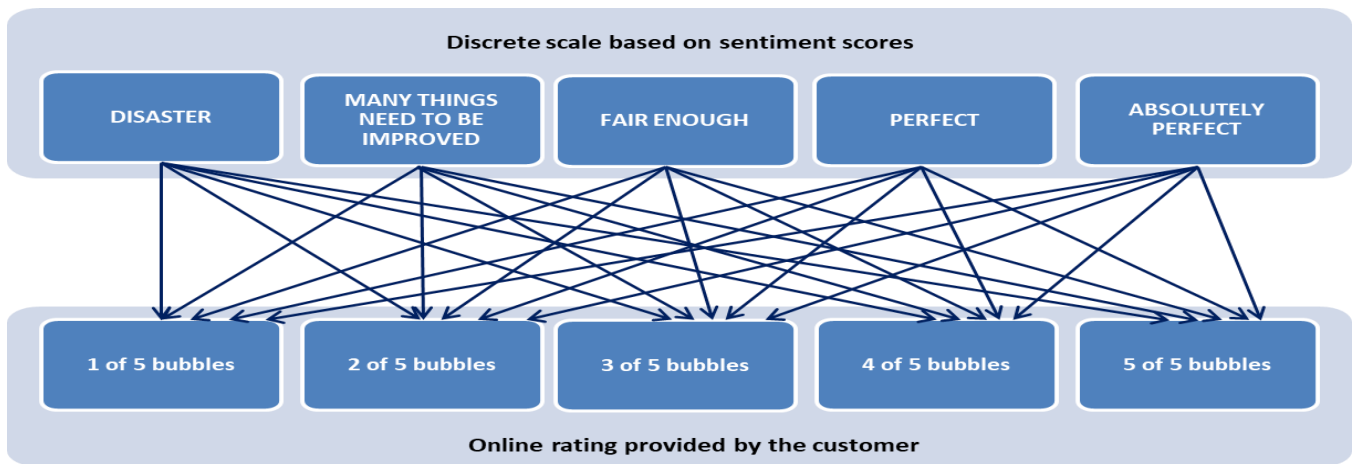 Discrete scale based on sentiment scores
DISASTER
MANY THINGS
NEED TO BE
IMPROVED
FAIR ENOUGH
PERFECT
ABSOLUTELY
PERFECT
1 of 5 bubbles
2 of 5 bubbles
3 of 5 bubbles
4 of 5 bubbles
5 of 5 bubbles
Online rating provided by the customer